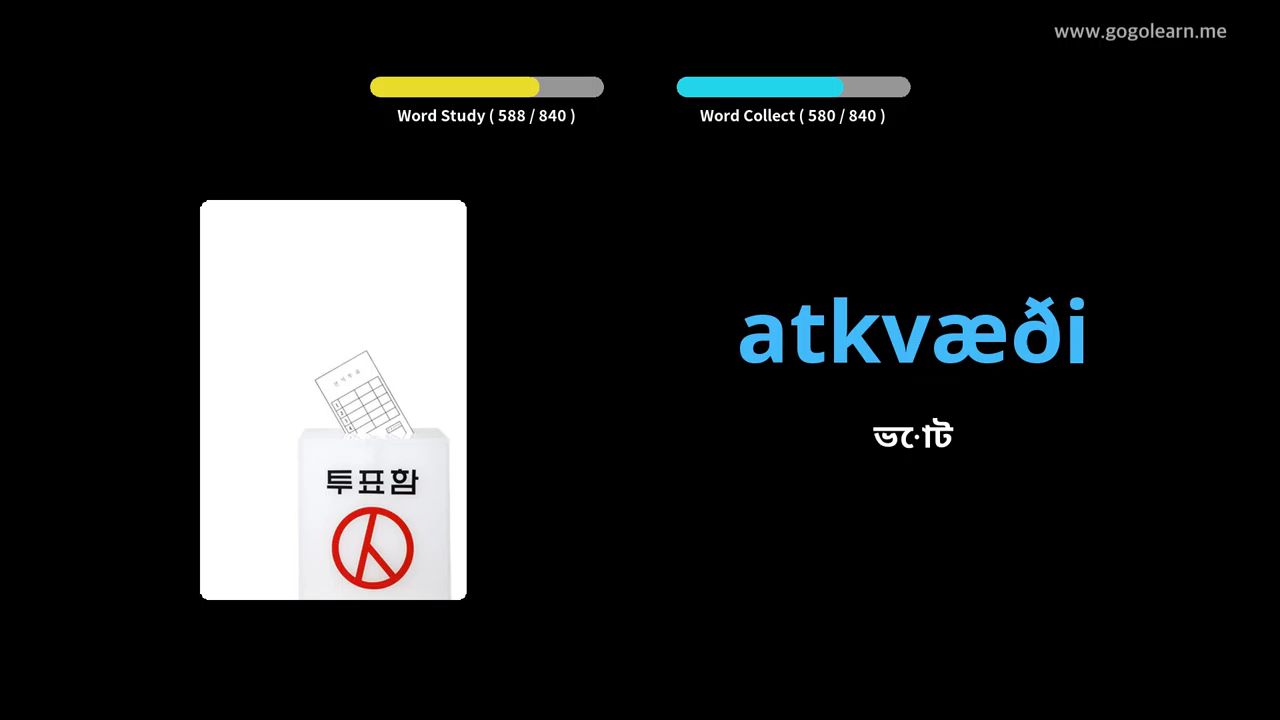 www.gogolearn.me
Word Study ( 588 / 840 )
Word Collect ( 580 / 840 )
atkvæði
ভোট
투표함